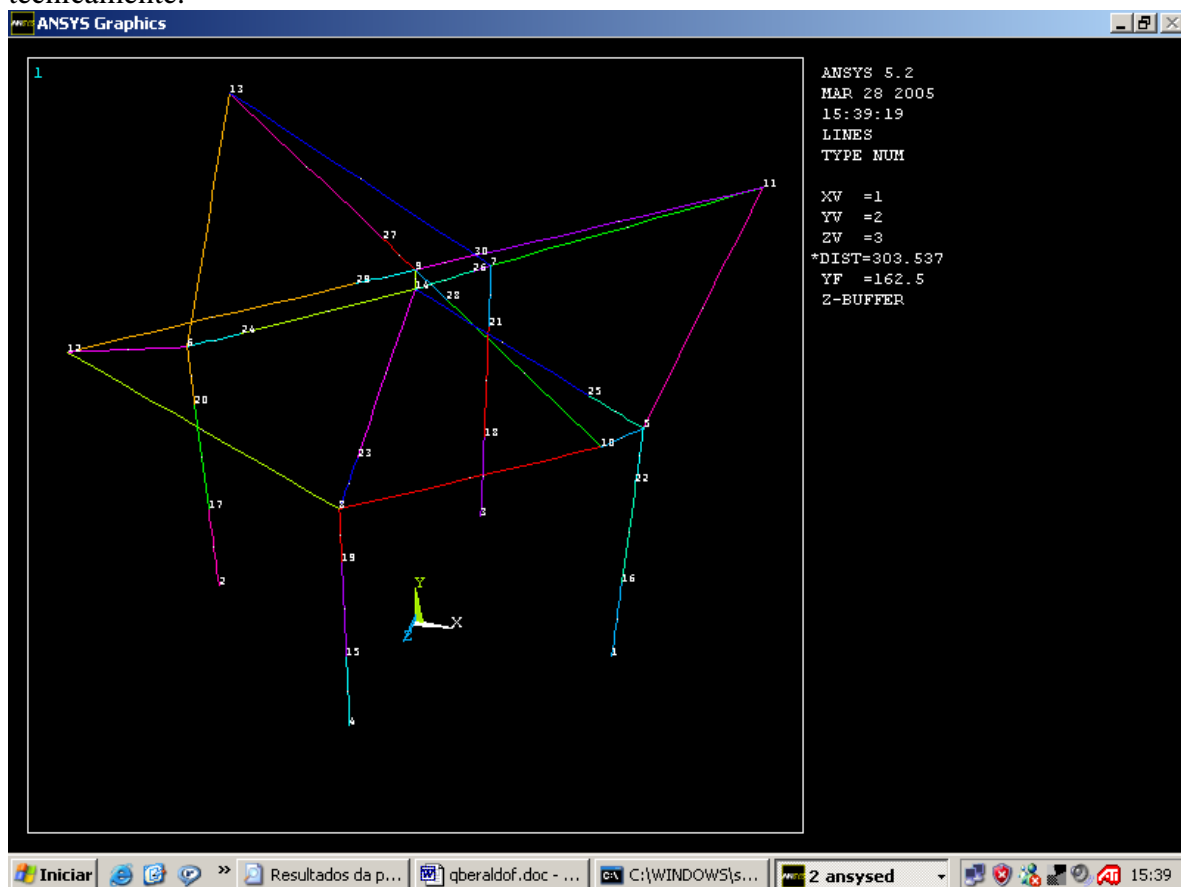 tecnicamente.
ANSYS Graphics
1
ANSYS 5.2
MAR 28 2005
15:39:19
LINES
TYPE NUM
XV =1
YV =2
ZV =3
*DIST=303.537
YF =162.5
Z-BUFFER
13
11
27
30
9
7
26
29
14
28
24
21
12
6
25
20
5
18
10
23
22
8
17
3
19
2
16
Y
X
Z
15
1
4
Iniciar
»
Resultados da p...
qberaldof.doc - ...
C:\WINDOWS\s...
2 ansysed
15:39